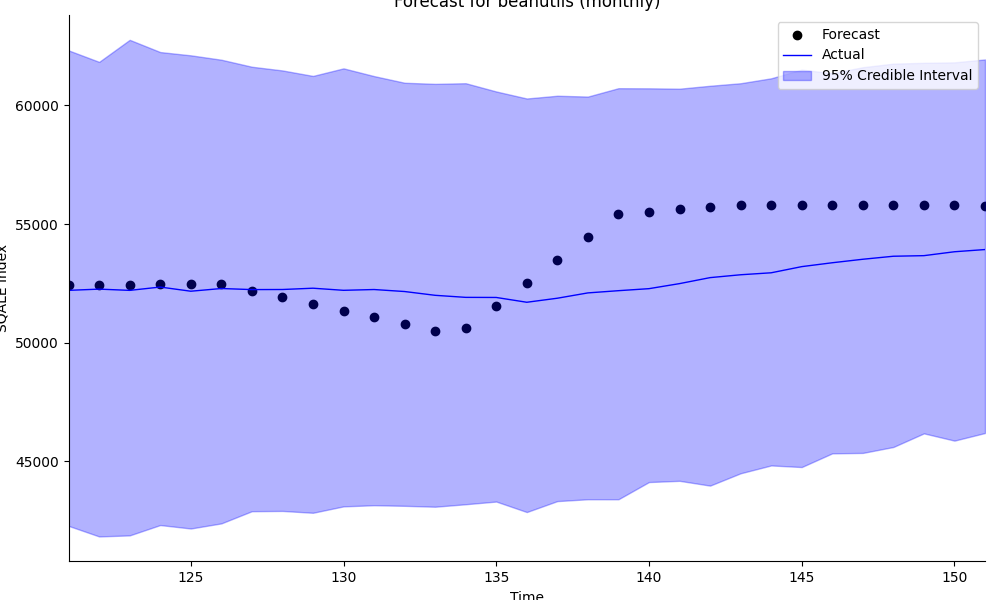 Forecast for beanutils (monthly)
Forecast
Actual
95% Credible Interval
60000
55000
50000
45000
SQALE Index
125
130
135
140
145
150
Time